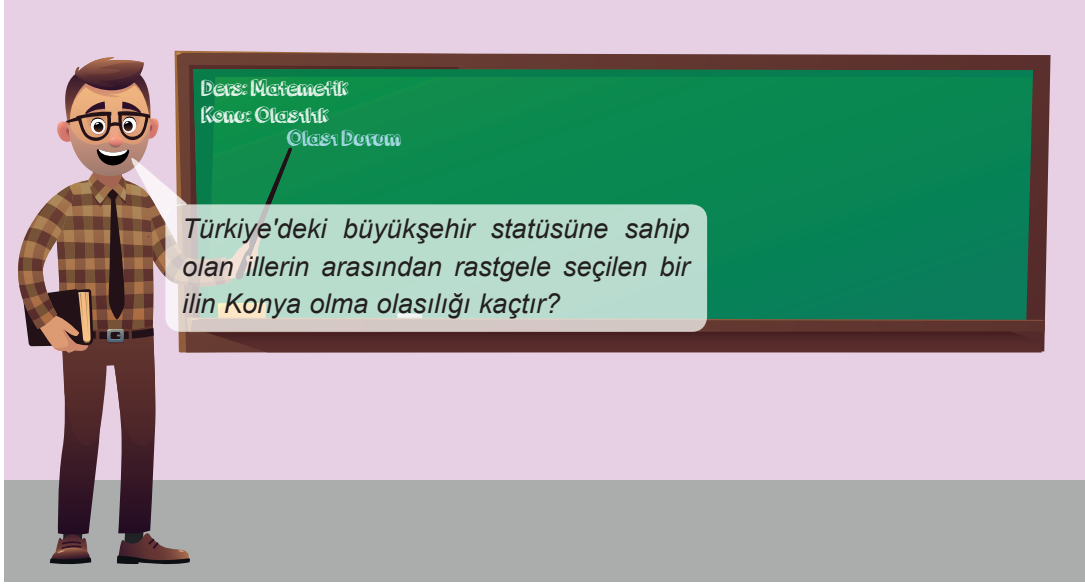 Ders: Matemetik
Konu: Olasılık
Olası Durum
Türkiye'deki büyükşehir statüsüne sahip
olan illerin arasından rastgele seçilen bir
ilin Konya olma olasılığı kaçtır?